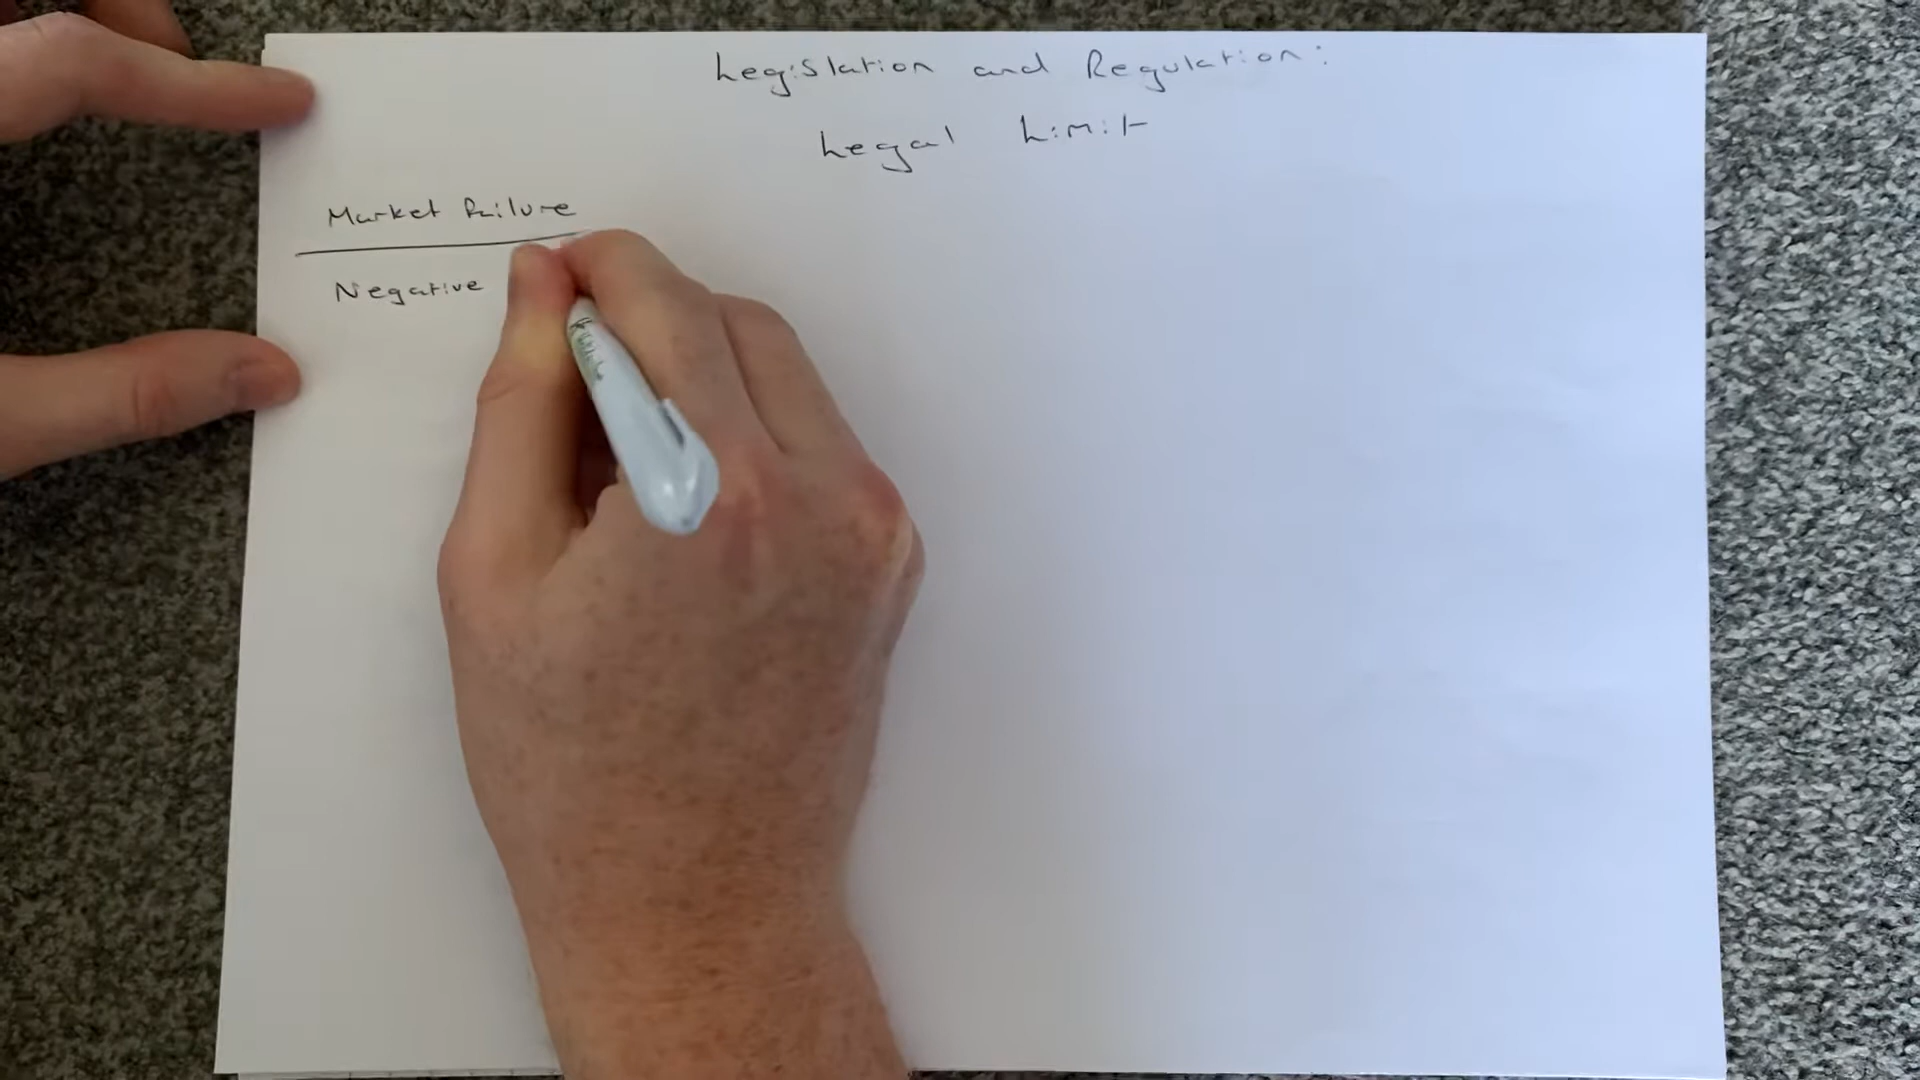 Legislation and Regulation:
Legal Limit
Market Failure
Negative